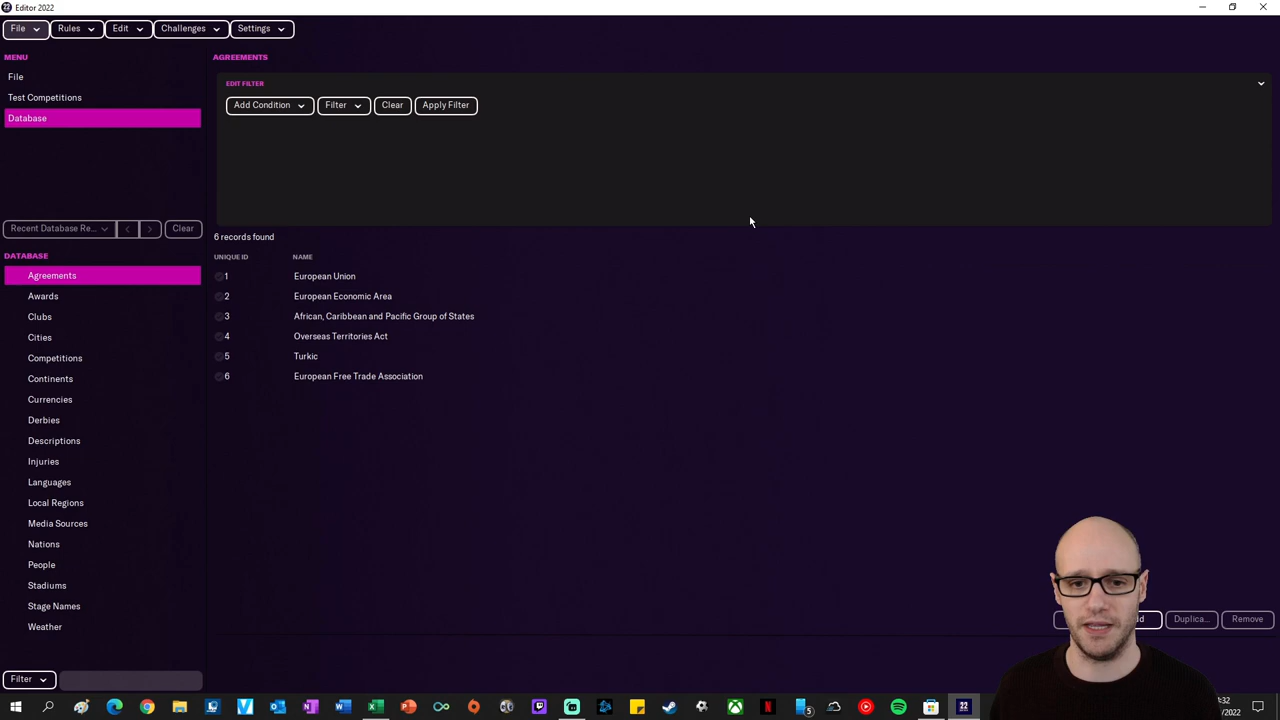 Editor 2022
File Rules Edit Challenges Settings
MENU
File
Test Competitions
Database
Recent Database Re... < > Clear
DATABASE
Agreements
Awards
Clubs
Cities
Competitions
Continents
Currencies
Derbies
Descriptions
Injuries
Languages
Local Regions
Media Sources
Nations
People
Stadiums
Stage Names
Weather
Filter
AGREEMENTS
EDIT FILTER
Add Condition Filter Clear Apply Filter
6 records found
UNIQUE ID NAME
1 European Union
2 European Economic Area
3 African, Caribbean and Pacific Group of States
4 Overseas Territories Act
5 Turkic
6 European Free Trade Association
Duplica... Remove